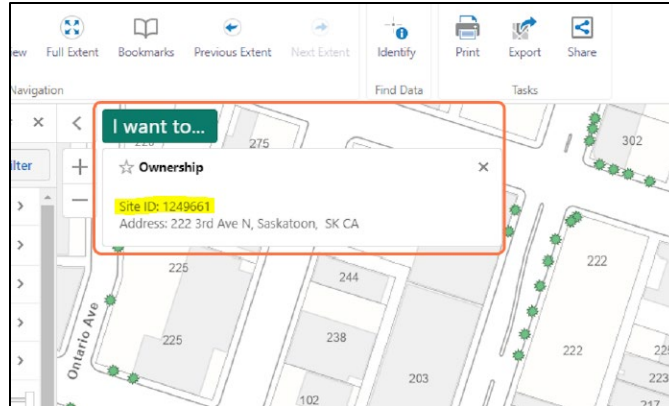 Full Extent Bookmarks Previous Extent Next Extent Identify Print Export Share
Navigation Find Data Tasks
I want to...
Ownership
Site ID: 1249661
Address: 222 3rd Ave N, Saskatoon, SK CA
275
302
225
244
222
Ontario Ave
225
238
222
203
223
102
217